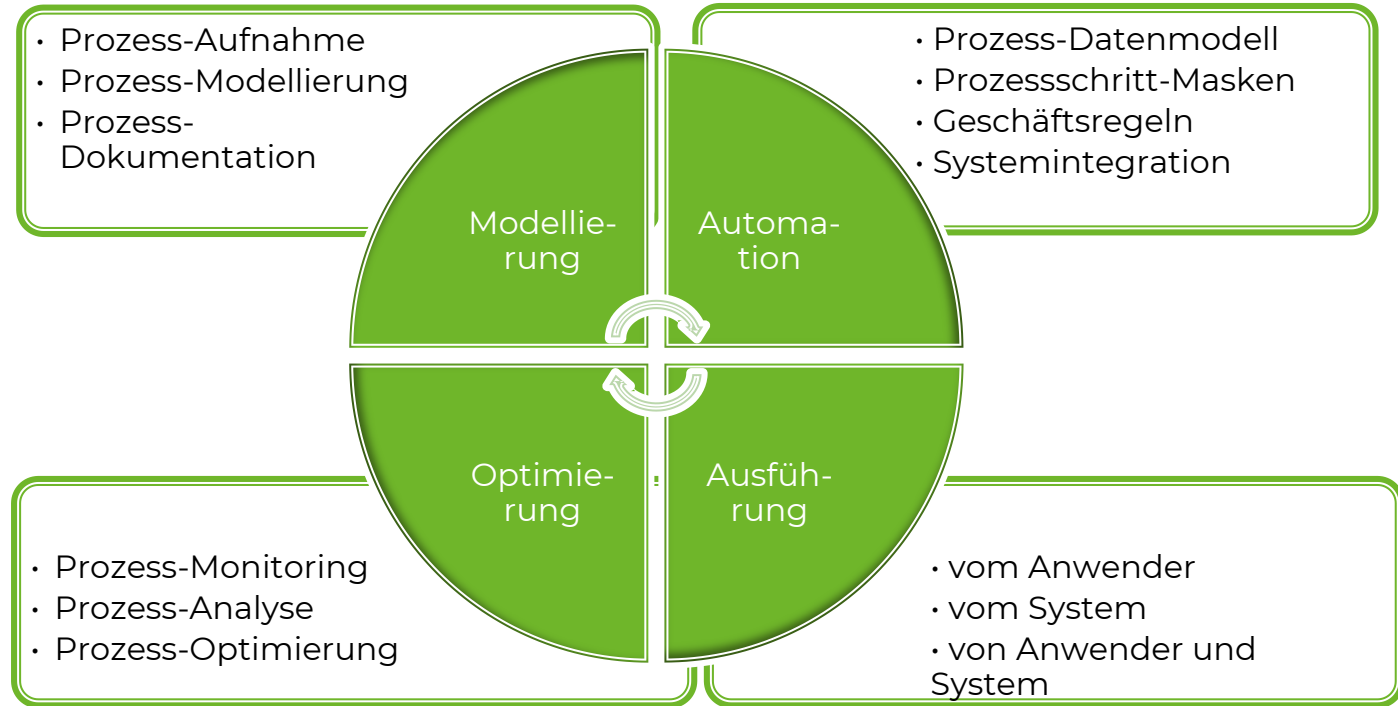 · Prozess-Aufnahme
· Prozess-Modellierung
· Prozess-
Dokumentation
· Prozess-Datenmodell
· Prozessschritt-Masken
· Geschäftsregeln
· Systemintegration
Modellie-
rung
Automa-
tion
Optimie-
rung
Ausfüh-
rung
· Prozess-Monitoring
· Prozess-Analyse
· Prozess-Optimierung
· vom Anwender
· vom System
· von Anwender und
System